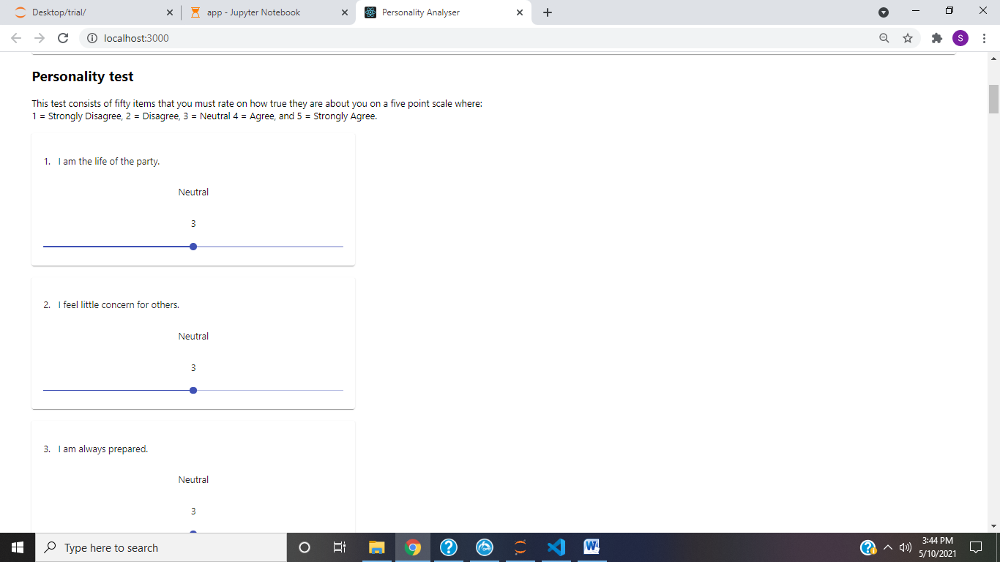 Desktop/trial/
app - Jupyter Notebook
Personality Analyser
localhost:3000
S
Personality test
This test consists of fifty items that you must rate on how true they are about you on a five point scale where:
1 = Strongly Disagree, 2 = Disagree, 3 = Neutral 4 = Agree, and 5 = Strongly Agree.
1. I am the life of the party.
Neutral
3
2. I feel little concern for others.
Neutral
3
3. I am always prepared.
Neutral
3
Type here to search
3:44 PM
5/10/2021